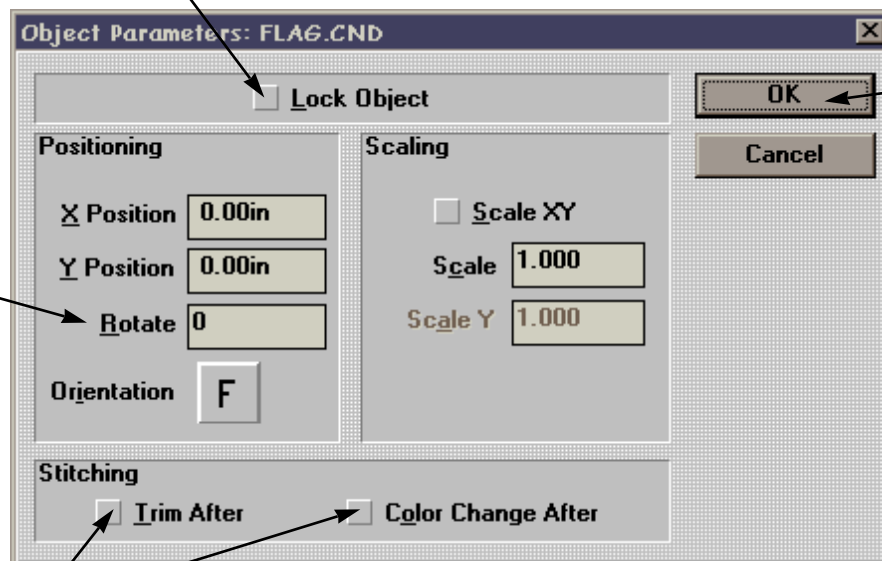 Object Parameters: FLAG.CND
Lock Object
OK
Cancel
Positioning
X Position 0.00in
Y Position 0.00in
Rotate 0
Orientation F
Scaling
Scale XY
Scale 1.000
Scale Y 1.000
Stitching
Trim After
Color Change After